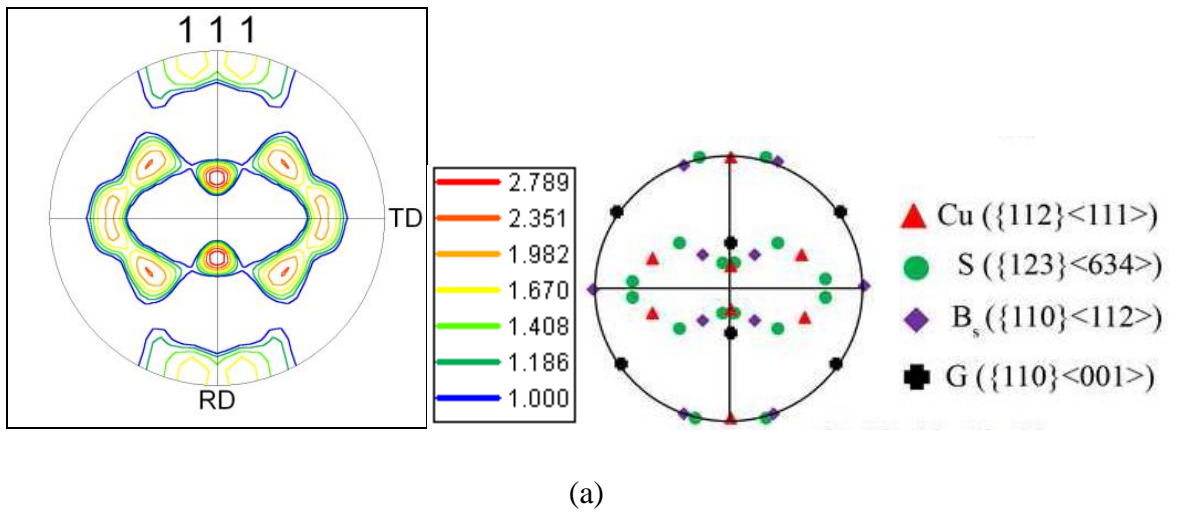 1 1 1
TD
RD
2.789
2.351
1.982
1.670
1.408
1.186
1.000
Cu ({112}<111>)
S ({123}<634>)
Bs ({110}<112>)
G ({110}<001>)
(a)